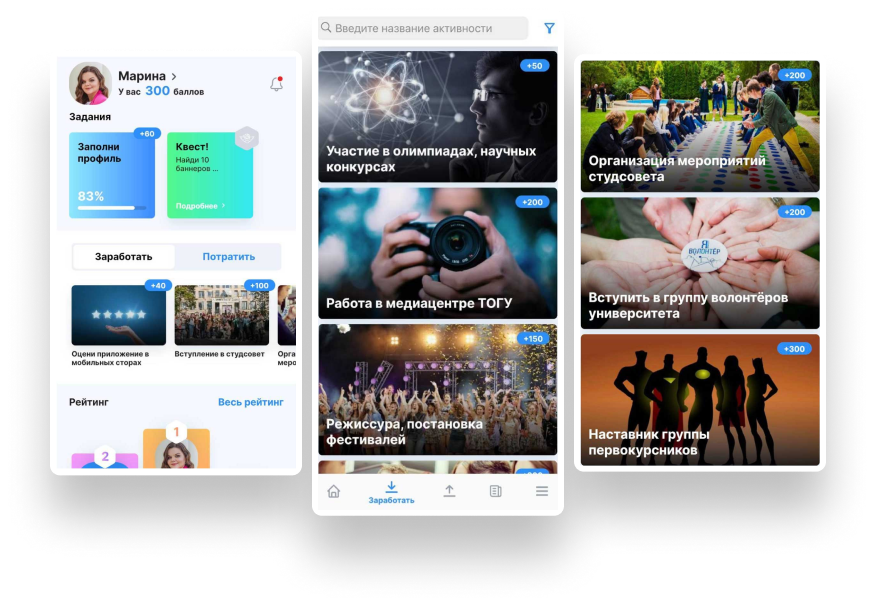 Марина >
У вас 300 баллов
Задания
+60
Заполни
профиль
83%
Квест!
Найди 10
баннеров ...
Подробнее >
Заработать
Потратить
+40
Оцени приложение в
мобильных сторах
+100
Вступление в студсовет
Орга
меро
Рейтинг
Весь рейтинг
2
1
Введите название активности
+50
Участие в олимпиадах, научных
конкурсах
+200
Работа в медиацентре ТОГУ
+150
Режиссура, постановка
фестивалей
Заработать
+200
Организация мероприятий
студсовета
+200
Я
ВОЛОНТЁР
Вступить в группу волонтёров
университета
+300
Наставник группы
первокурсников